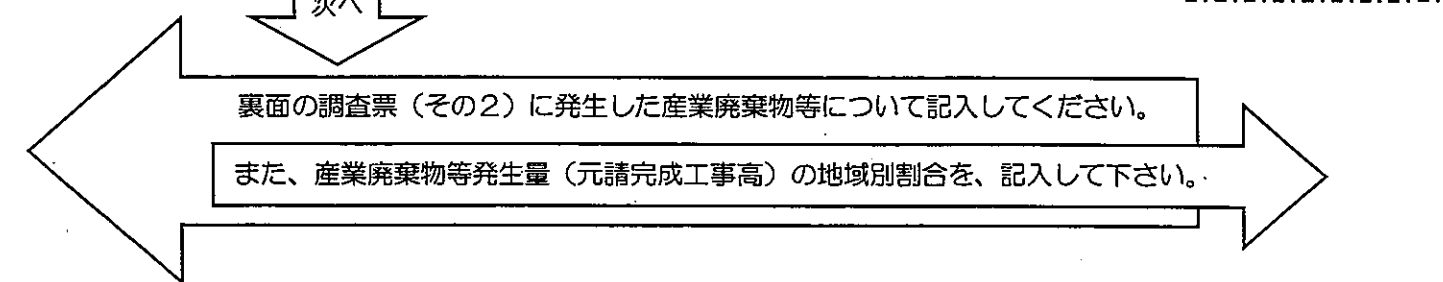 次へ
裏面の調査票（その２）に発生した産業廃棄物等について記入してください。
また、産業廃棄物等発生量（元請完成工事高）の地域別割合を、記入して下さい。